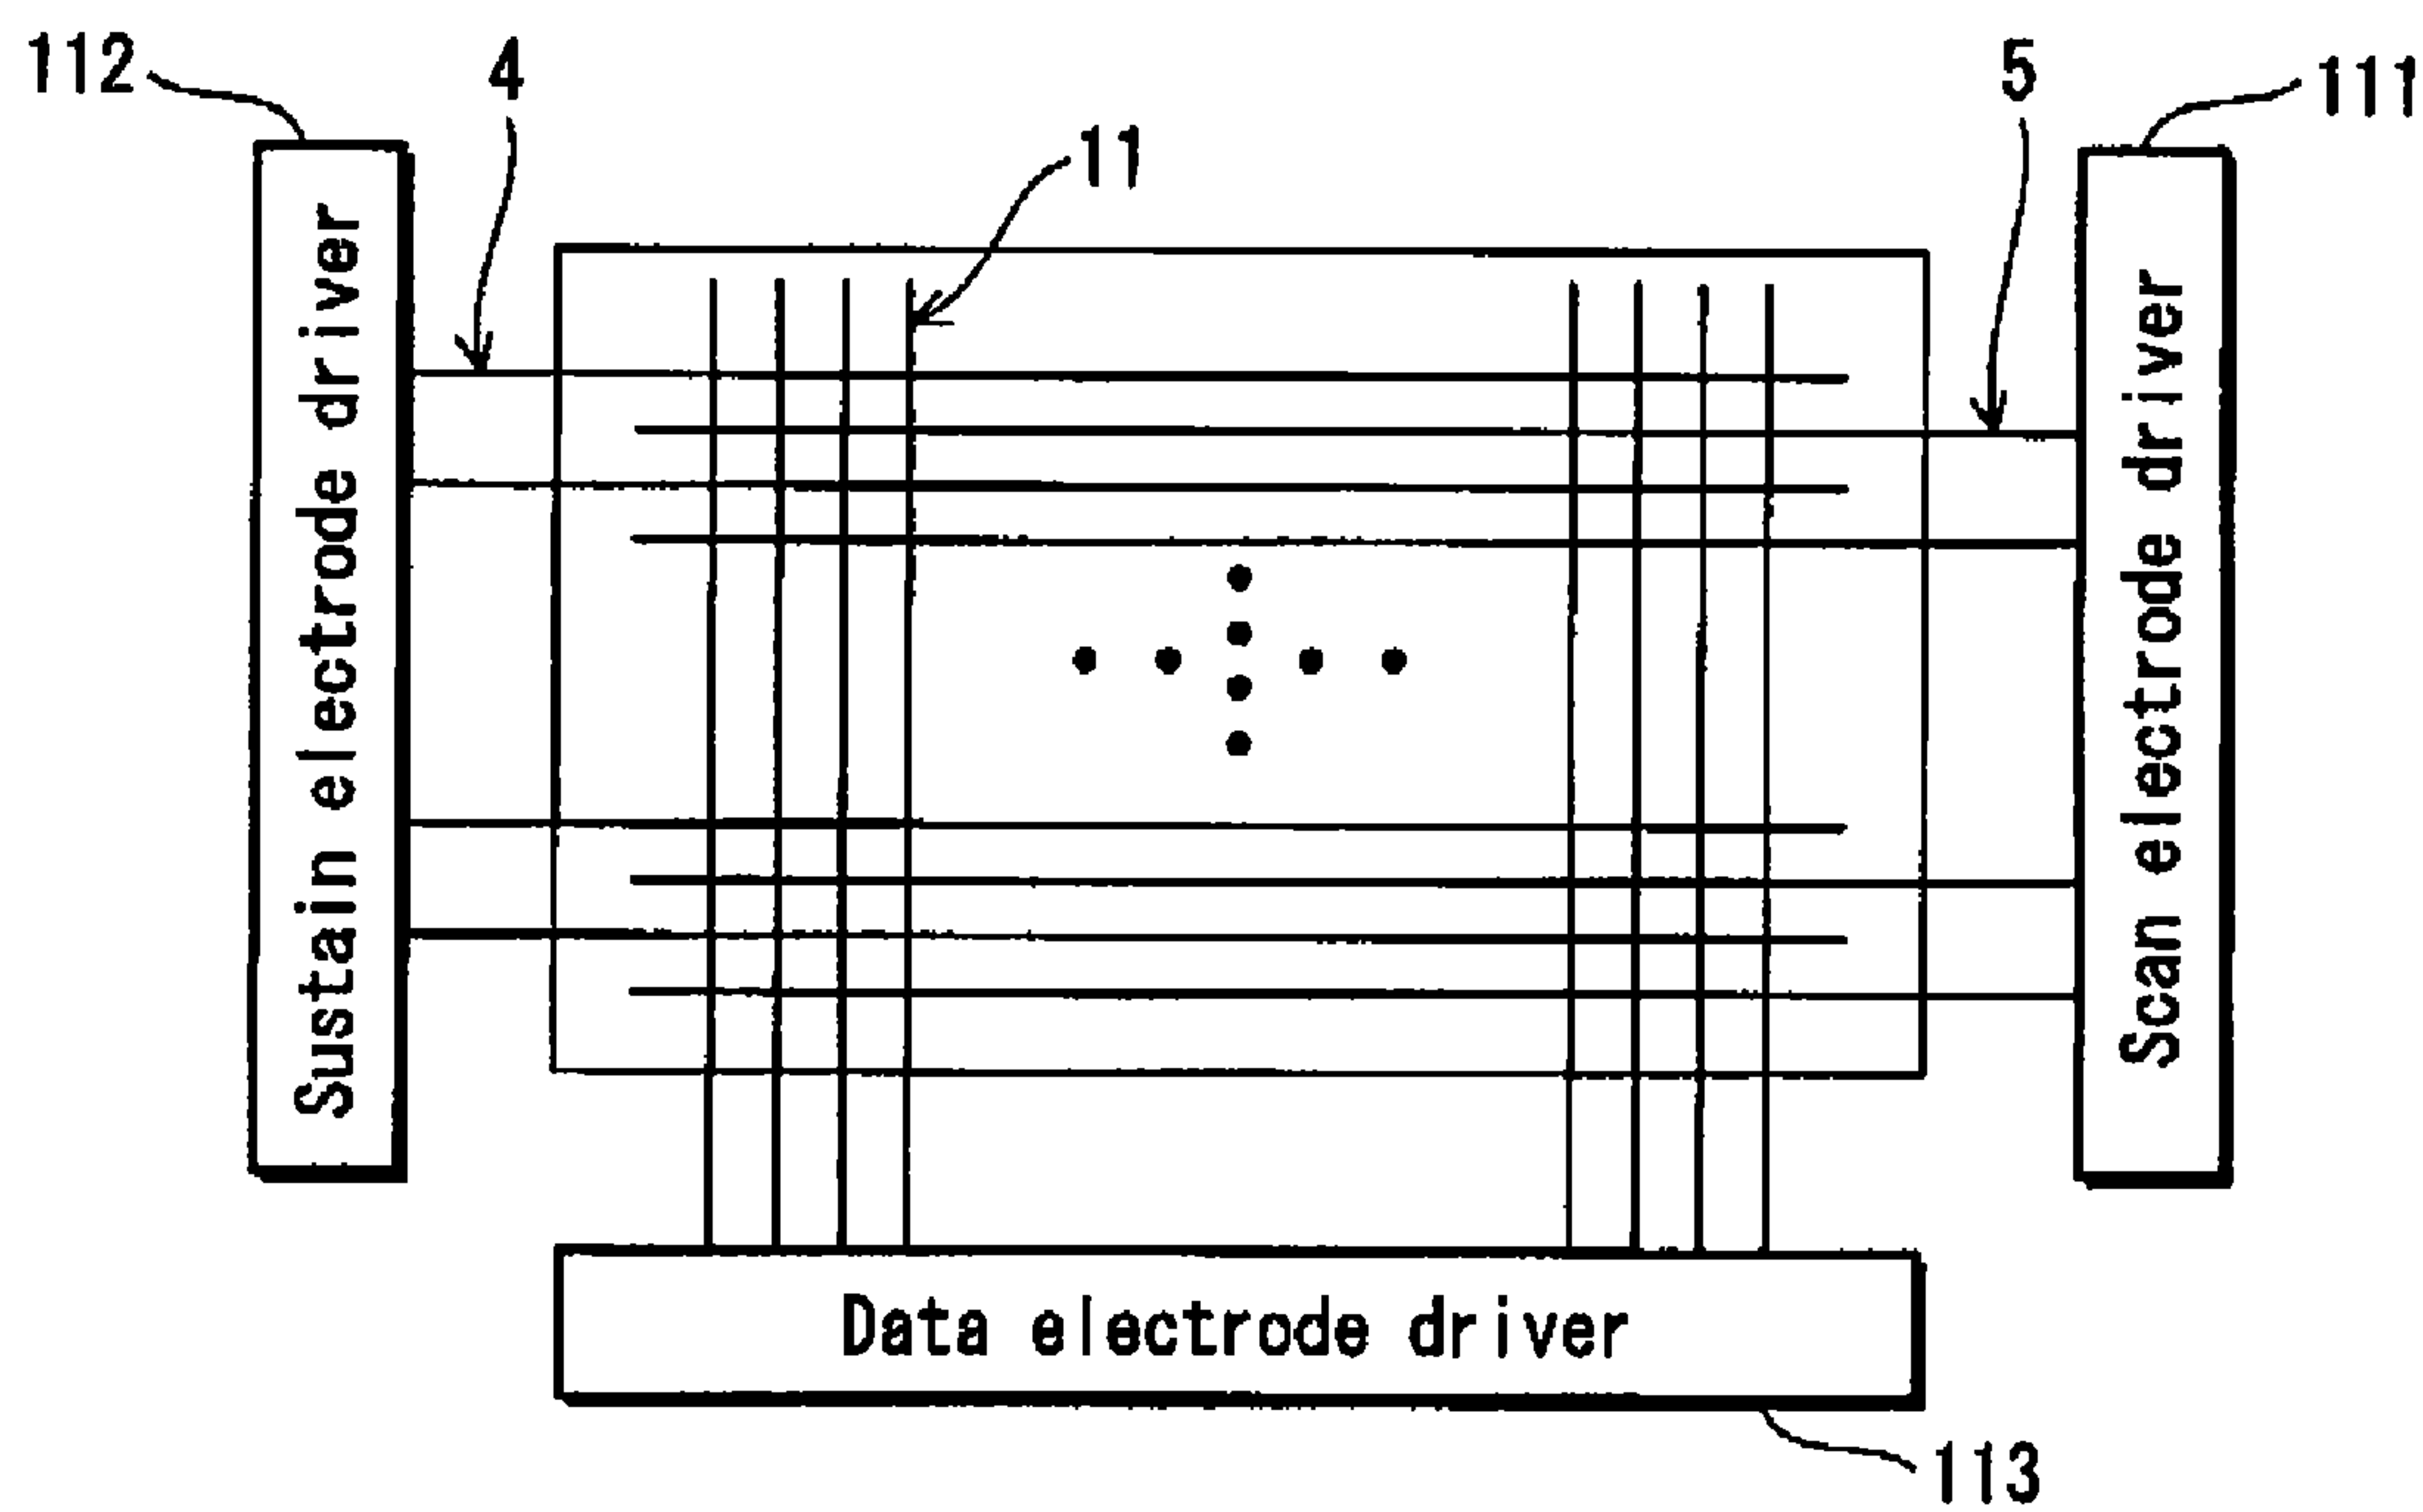 112
4
5
111
11
Sustain electrode driver
Scan electrode driver
Data electrode driver
113